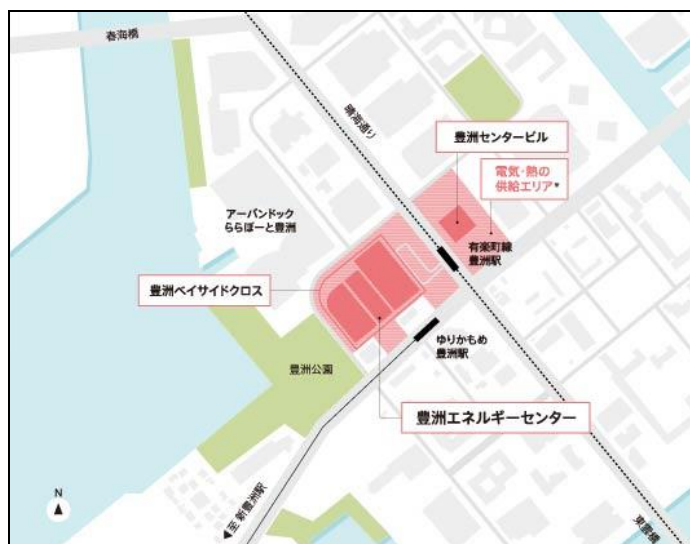 春海橋
晴海通り
豊洲センタービル
電気・熱の
供給エリア*
アーバンドック
ららぽーと豊洲
有楽町線
豊洲駅
豊洲ベイサイドクロス
ゆりかもめ
豊洲駅
豊洲公園
豊洲エネルギーセンター
N
◀至 新豊洲駅
東雲橋